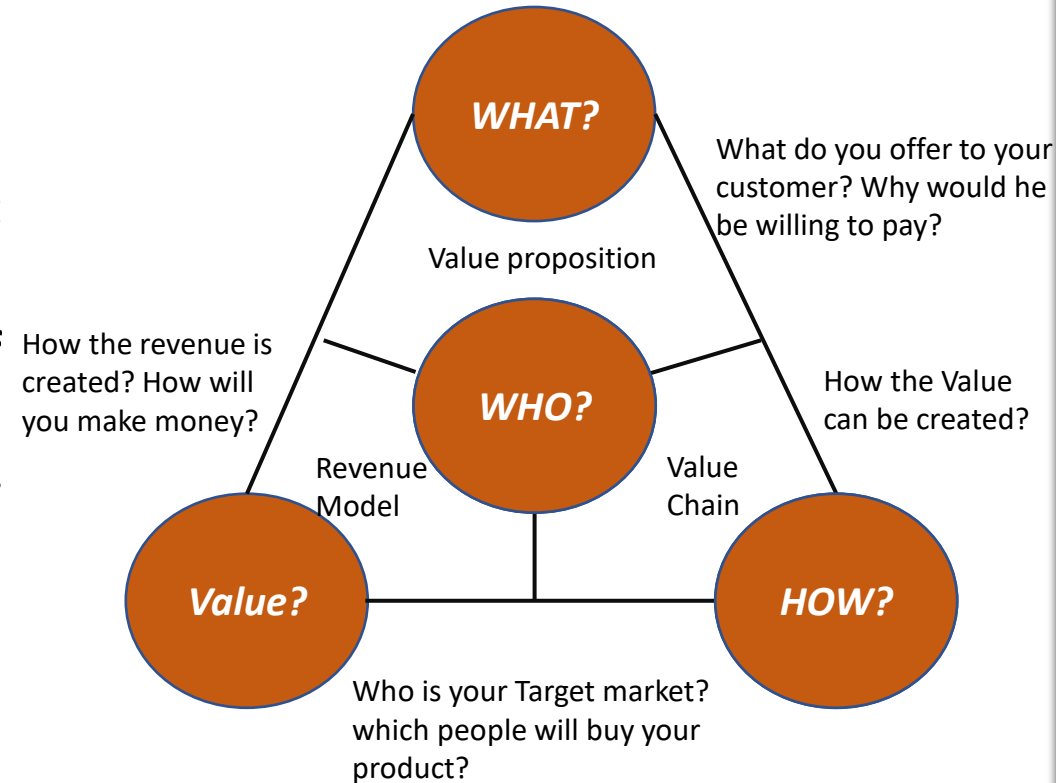 WHAT?
What do you offer to your
customer? Why would he
be willing to pay?
Value proposition
How the revenue is
created? How will
you make money?
WHO?
How the Value
can be created?
Revenue
Model
Value
Chain
Value?
HOW?
Who is your Target market?
which people will buy your
product?